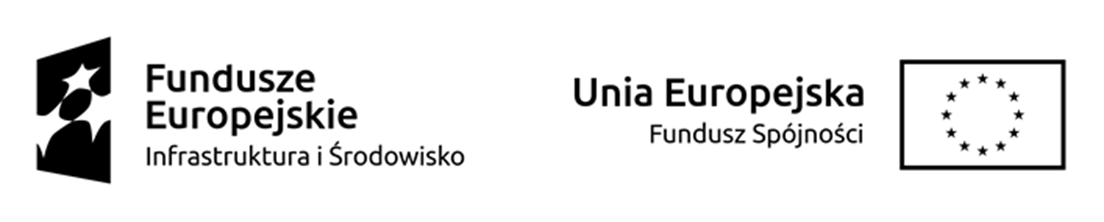 Fundusze
Europejskie
Infrastruktura i Środowisko
Unia Europejska
Fundusz Spójności